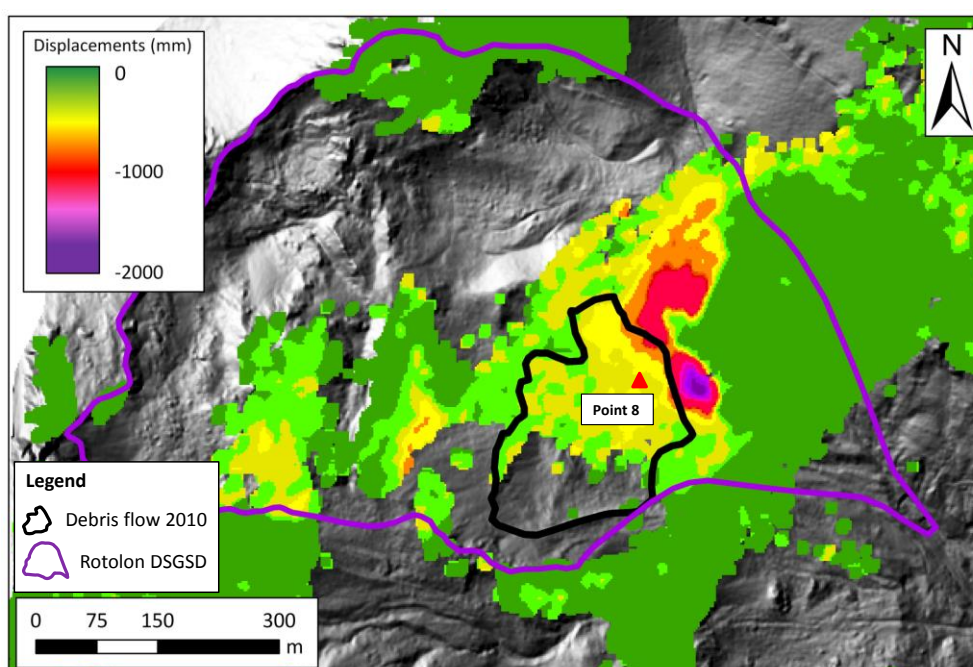 Displacements (mm)
0
-1000
-2000
N
Point 8
Legend
Debris flow 2010
Rotolon DSGSD
0 75 150 300
m